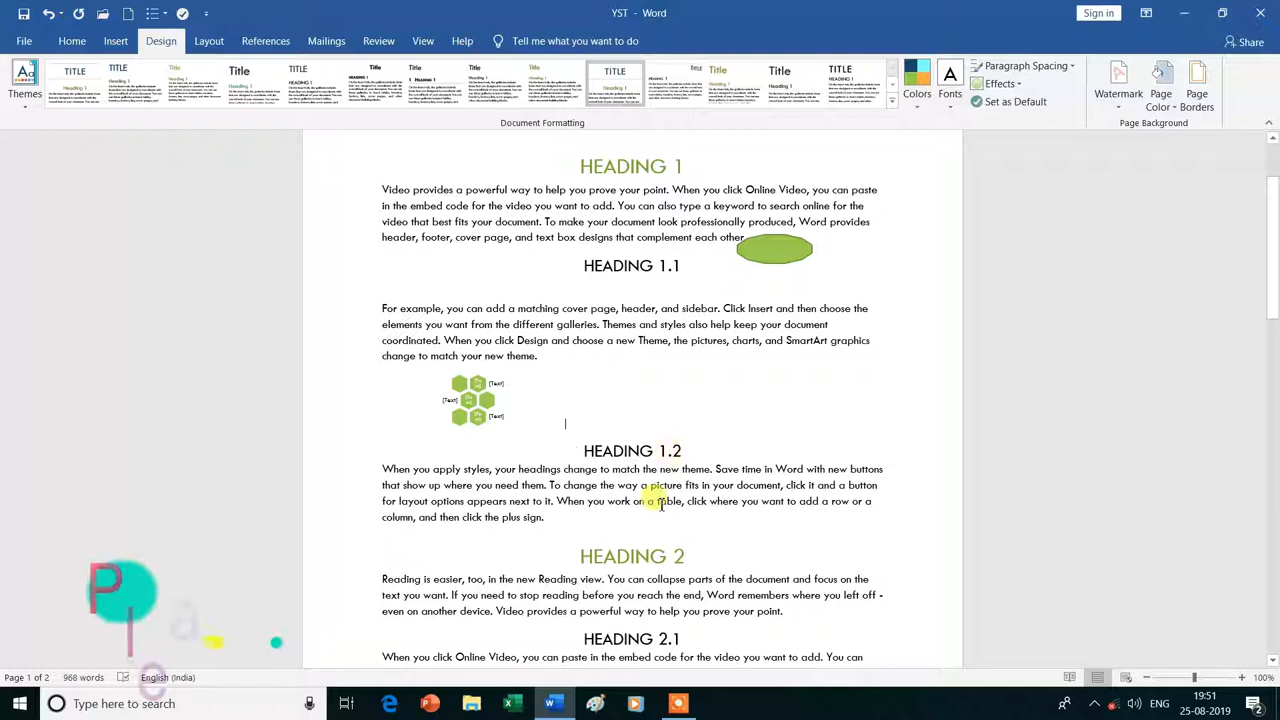 YST - Word
Sign in
File Home Insert Design Layout References Mailings Review View Help Tell me what you want to do
Share
Paragraph Spacing
Effects
Set as Default
Colors Fonts
Watermark Page Color Page Borders
Document Formatting
Page Background
HEADING 1
Video provides a powerful way to help you prove your point. When you click Online Video, you can paste
in the embed code for the video you want to add. You can also type a keyword to search online for the
video that best fits your document. To make your document look professionally produced, Word provides
header, footer, cover page, and text box designs that complement each other
HEADING 1.1
For example, you can add a matching cover page, header, and sidebar. Click Insert and then choose the
elements you want from the different galleries. Themes and styles also help keep your document
coordinated. When you click Design and choose a new Theme, the pictures, charts, and SmartArt graphics
change to match your new theme.
[Text]
[Text]
[Text]
HEADING 1.2
When you apply styles, your headings change to match the new theme. Save time in Word with new buttons
that show up where you need them. To change the way a picture fits in your document, click it and a button
for layout options appears next to it. When you work on a table, click where you want to add a row or a
column, and then click the plus sign.
HEADING 2
Reading is easier, too, in the new Reading view. You can collapse parts of the document and focus on the
text you want. If you need to stop reading before you reach the end, Word remembers where you left off -
even on another device. Video provides a powerful way to help you prove your point.
HEADING 2.1
When you click Online Video, you can paste in the embed code for the video you want to add. You can
Page 1 of 2 968 words English (India)
100%
Type here to search
19:51
25-08-2019